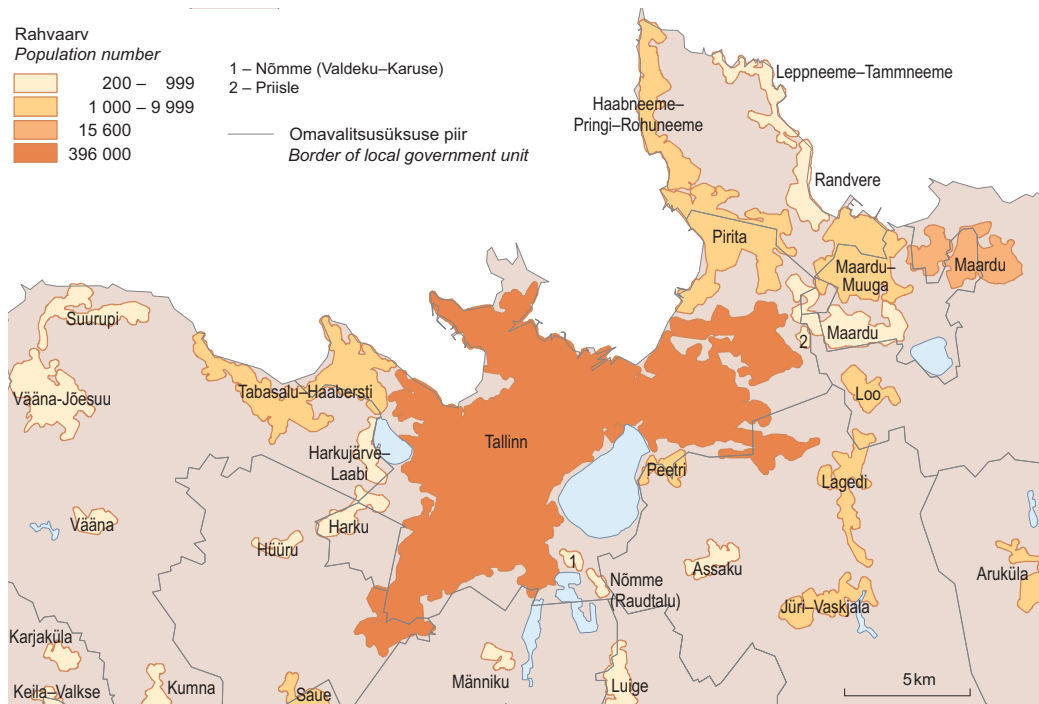 Rahvaarv
Population number
200 – 999
1 000 – 9 999
15 600
396 000
1 – Nõmme (Valdeku–Karuse)
2 – Priisle
Omavalitsusüksuse piir
Border of local government unit
Leppneeme–Tammneeme
Haabneeme–
Pringi–Rohuneeme
Randvere
Pirita
Maardu–
Muuga
Maardu
Suurupi
Maardu
2
Vääna-Jõesuu
Tabasalu–Haabersti
Loo
Tallinn
Harkujärve–
Laabi
Peetri
Lagedi
Vääna
Harku
Hüüru
1
Assaku
Nõmme
(Raudtalu)
Aruküla
Jüri–Vaskjala
Karjaküla
Keila–Valkse
Kumna
Saue
Männiku
Luige
5 km